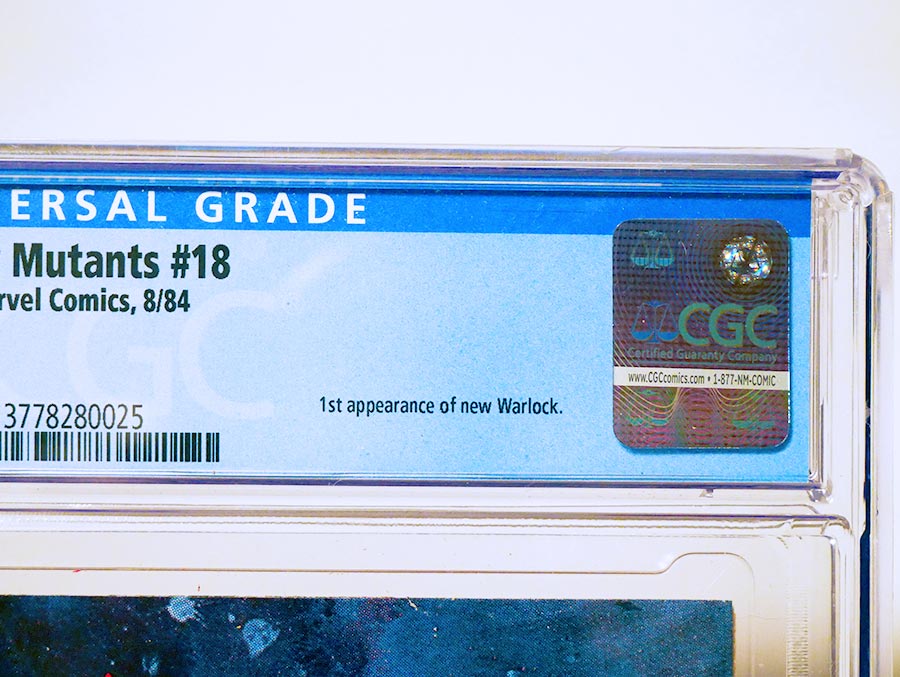 ERSAL GRADE
Mutants #18
rvel Comics, 8/84
CGC
3778280025
1st appearance of new Warlock.
CGC
Certified Guaranty Company
www.CGCcomics.com • 1-877-NM-COMIC